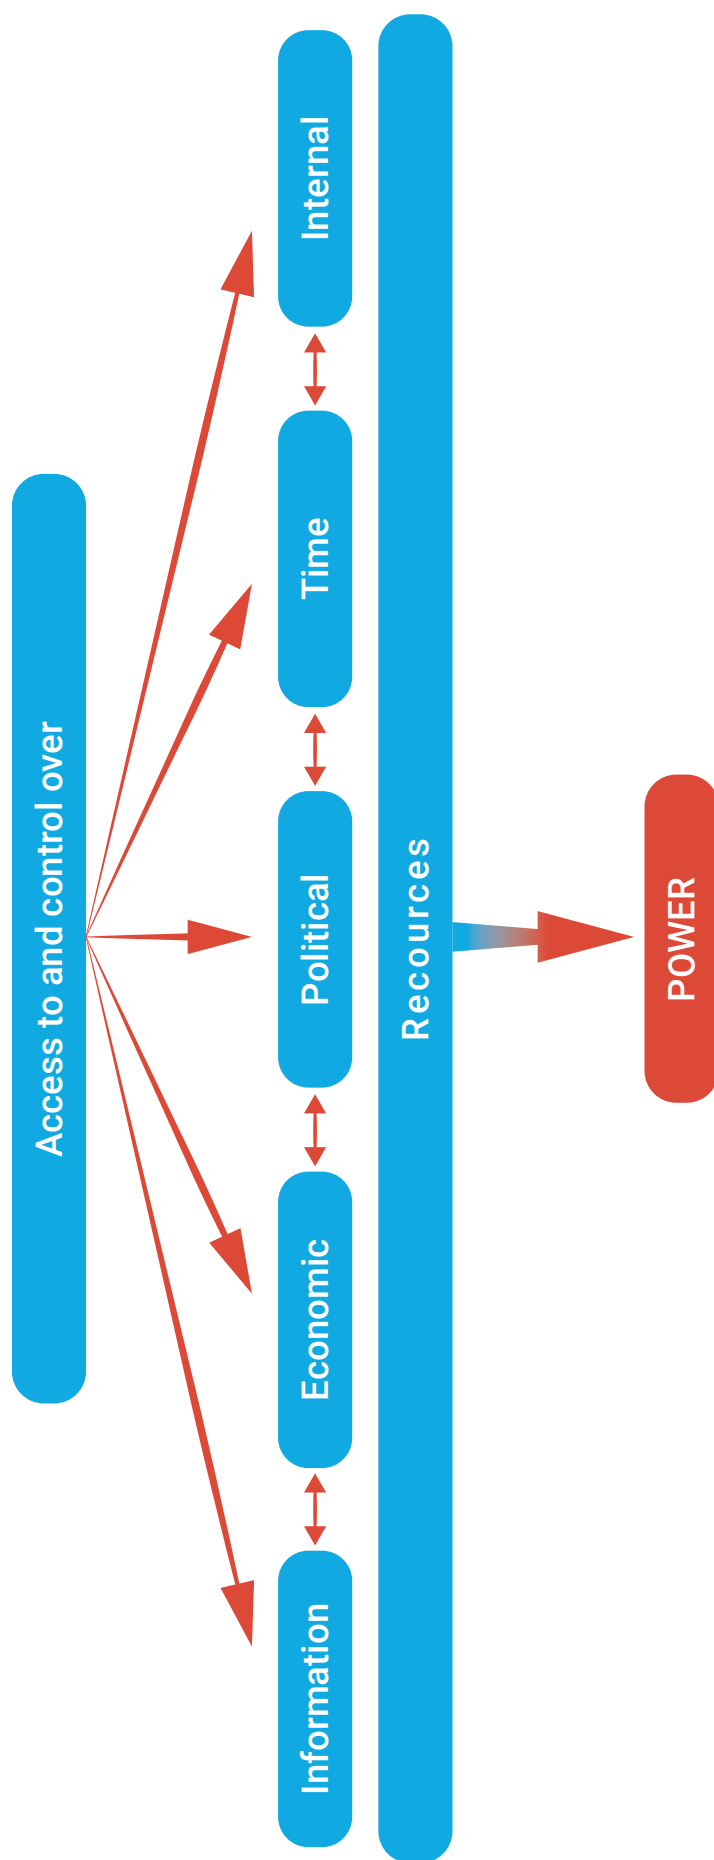 Access to and control over
Information
Economic
Political
Time
Internal
Recources
POWER